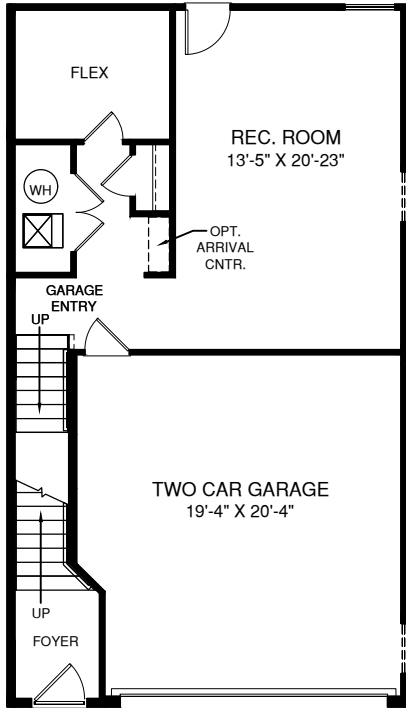 FLEX
REC. ROOM
13'-5" X 20'-23"
WH
OPT.
ARRIVAL
CNTR.
GARAGE
ENTRY
UP
TWO CAR GARAGE
19'-4" X 20'-4"
UP
FOYER